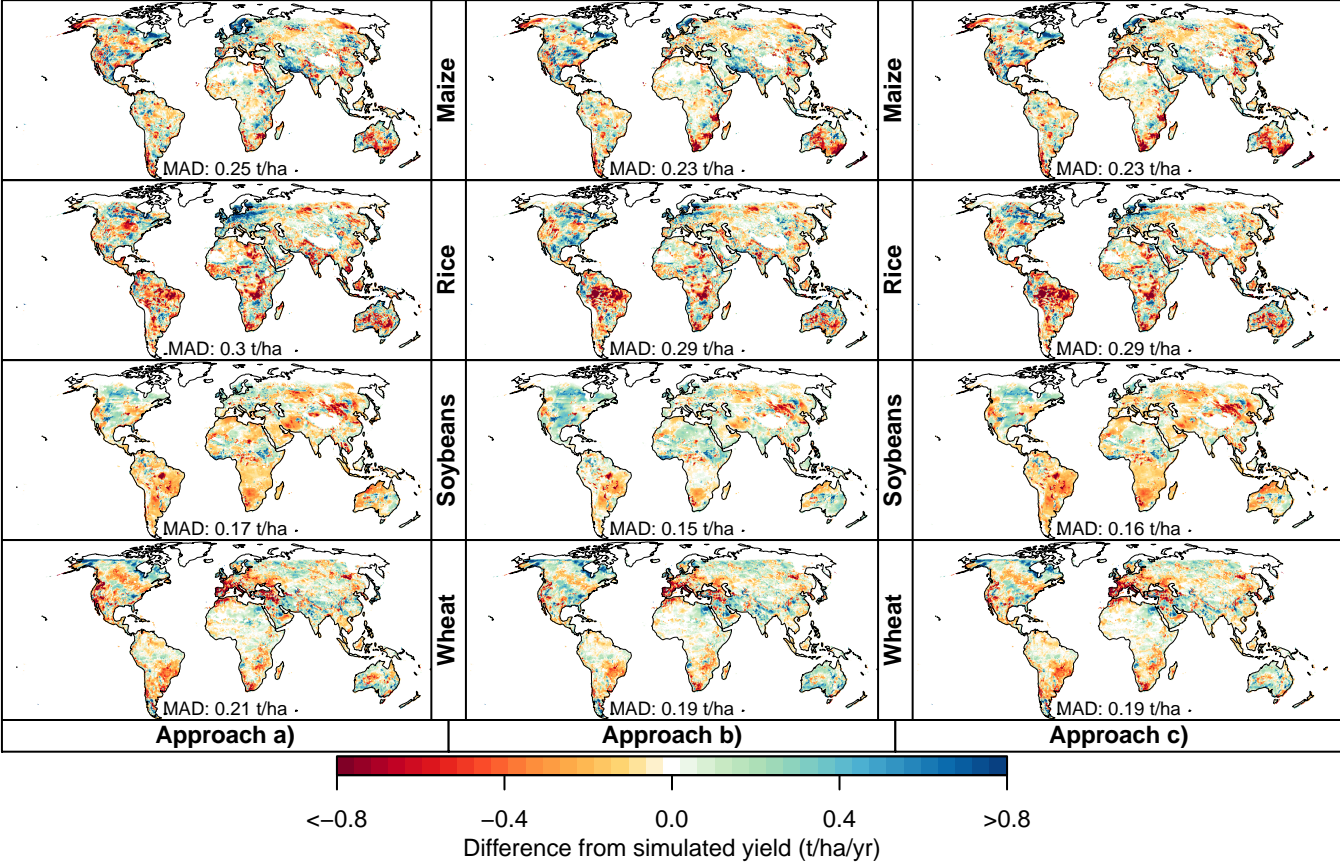 Maize
Maize
MAD: 0.25 t/ha
MAD: 0.23 t/ha
MAD: 0.23 t/ha
Rice
Rice
MAD: 0.3 t/ha
MAD: 0.29 t/ha
MAD: 0.29 t/ha
Soybeans
Soybeans
MAD: 0.17 t/ha
MAD: 0.15 t/ha
MAD: 0.16 t/ha
Wheat
Wheat
MAD: 0.21 t/ha
MAD: 0.19 t/ha
MAD: 0.19 t/ha
Approach a)
Approach b)
Approach c)
<−0.8
−0.4
0.0
0.4
>0.8
Difference from simulated yield (t/ha/yr)